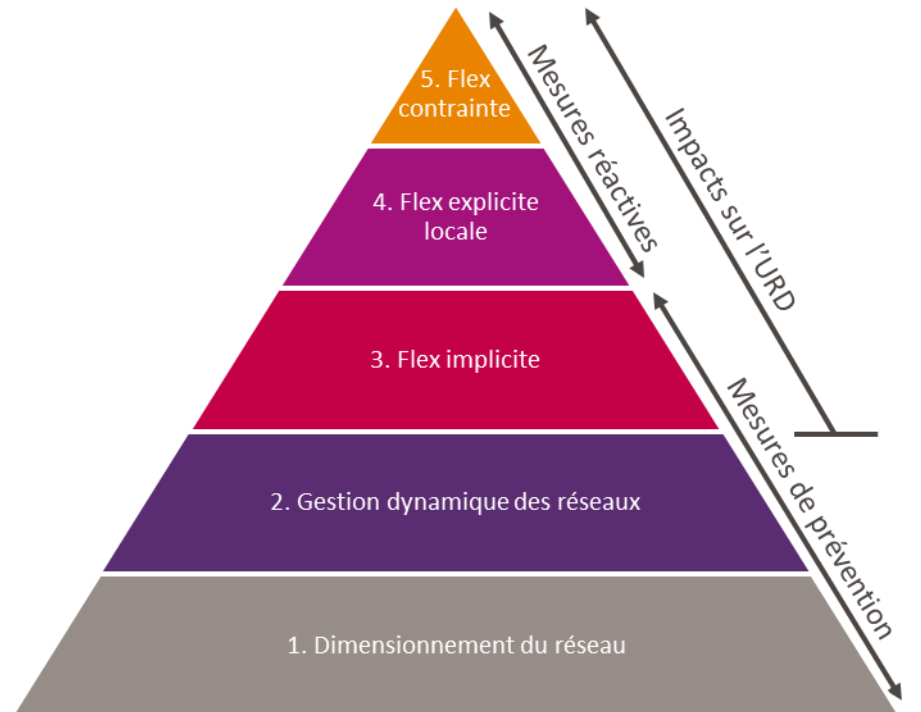 5. Flex
contrainte
4. Flex explicite
locale
3. Flex implicite
2. Gestion dynamique des réseaux
1. Dimensionnement du réseau
Mesures réactives
Impacts sur l'URD
Mesures de prévention